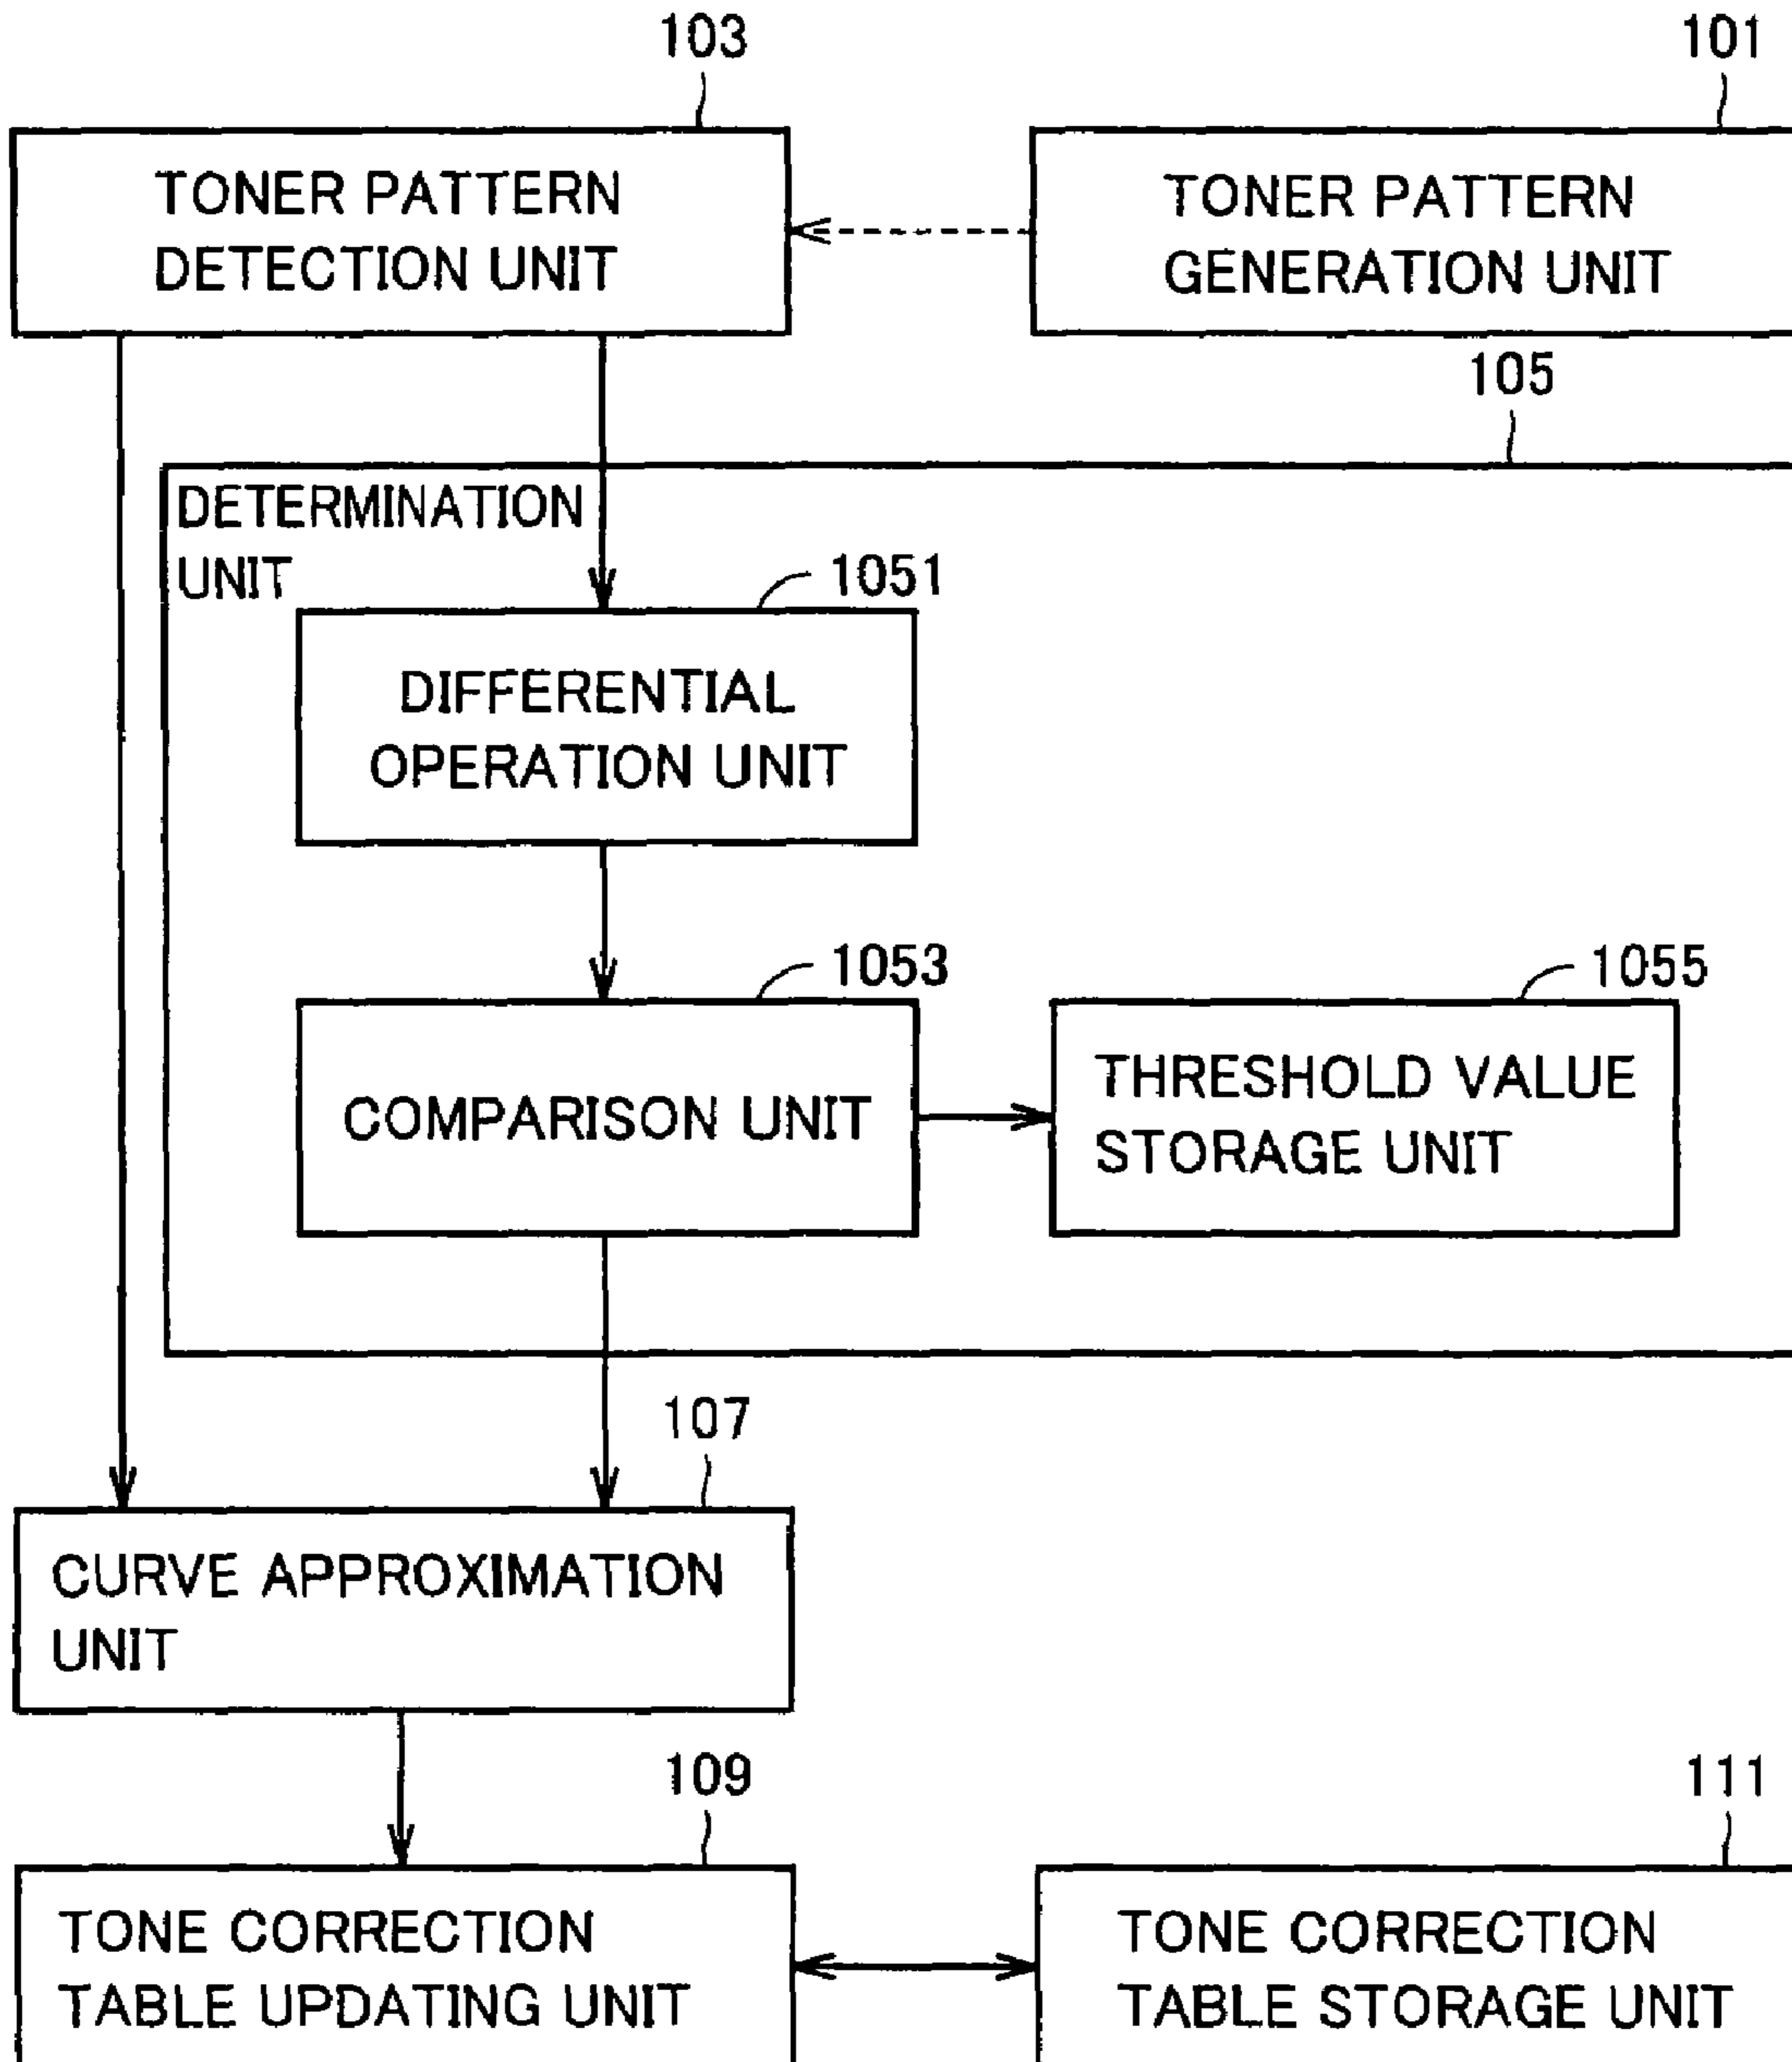 103
101
TONER PATTERN
DETECTION UNIT
TONER PATTERN
GENERATION UNIT
105
DETERMINATION
UNIT
1051
DIFFERENTIAL
OPERATION UNIT
1053
1055
COMPARISON UNIT
THRESHOLD VALUE
STORAGE UNIT
107
CURVE APPROXIMATION
UNIT
109
111
TONE CORRECTION
TABLE UPDATING UNIT
TONE CORRECTION
TABLE STORAGE UNIT